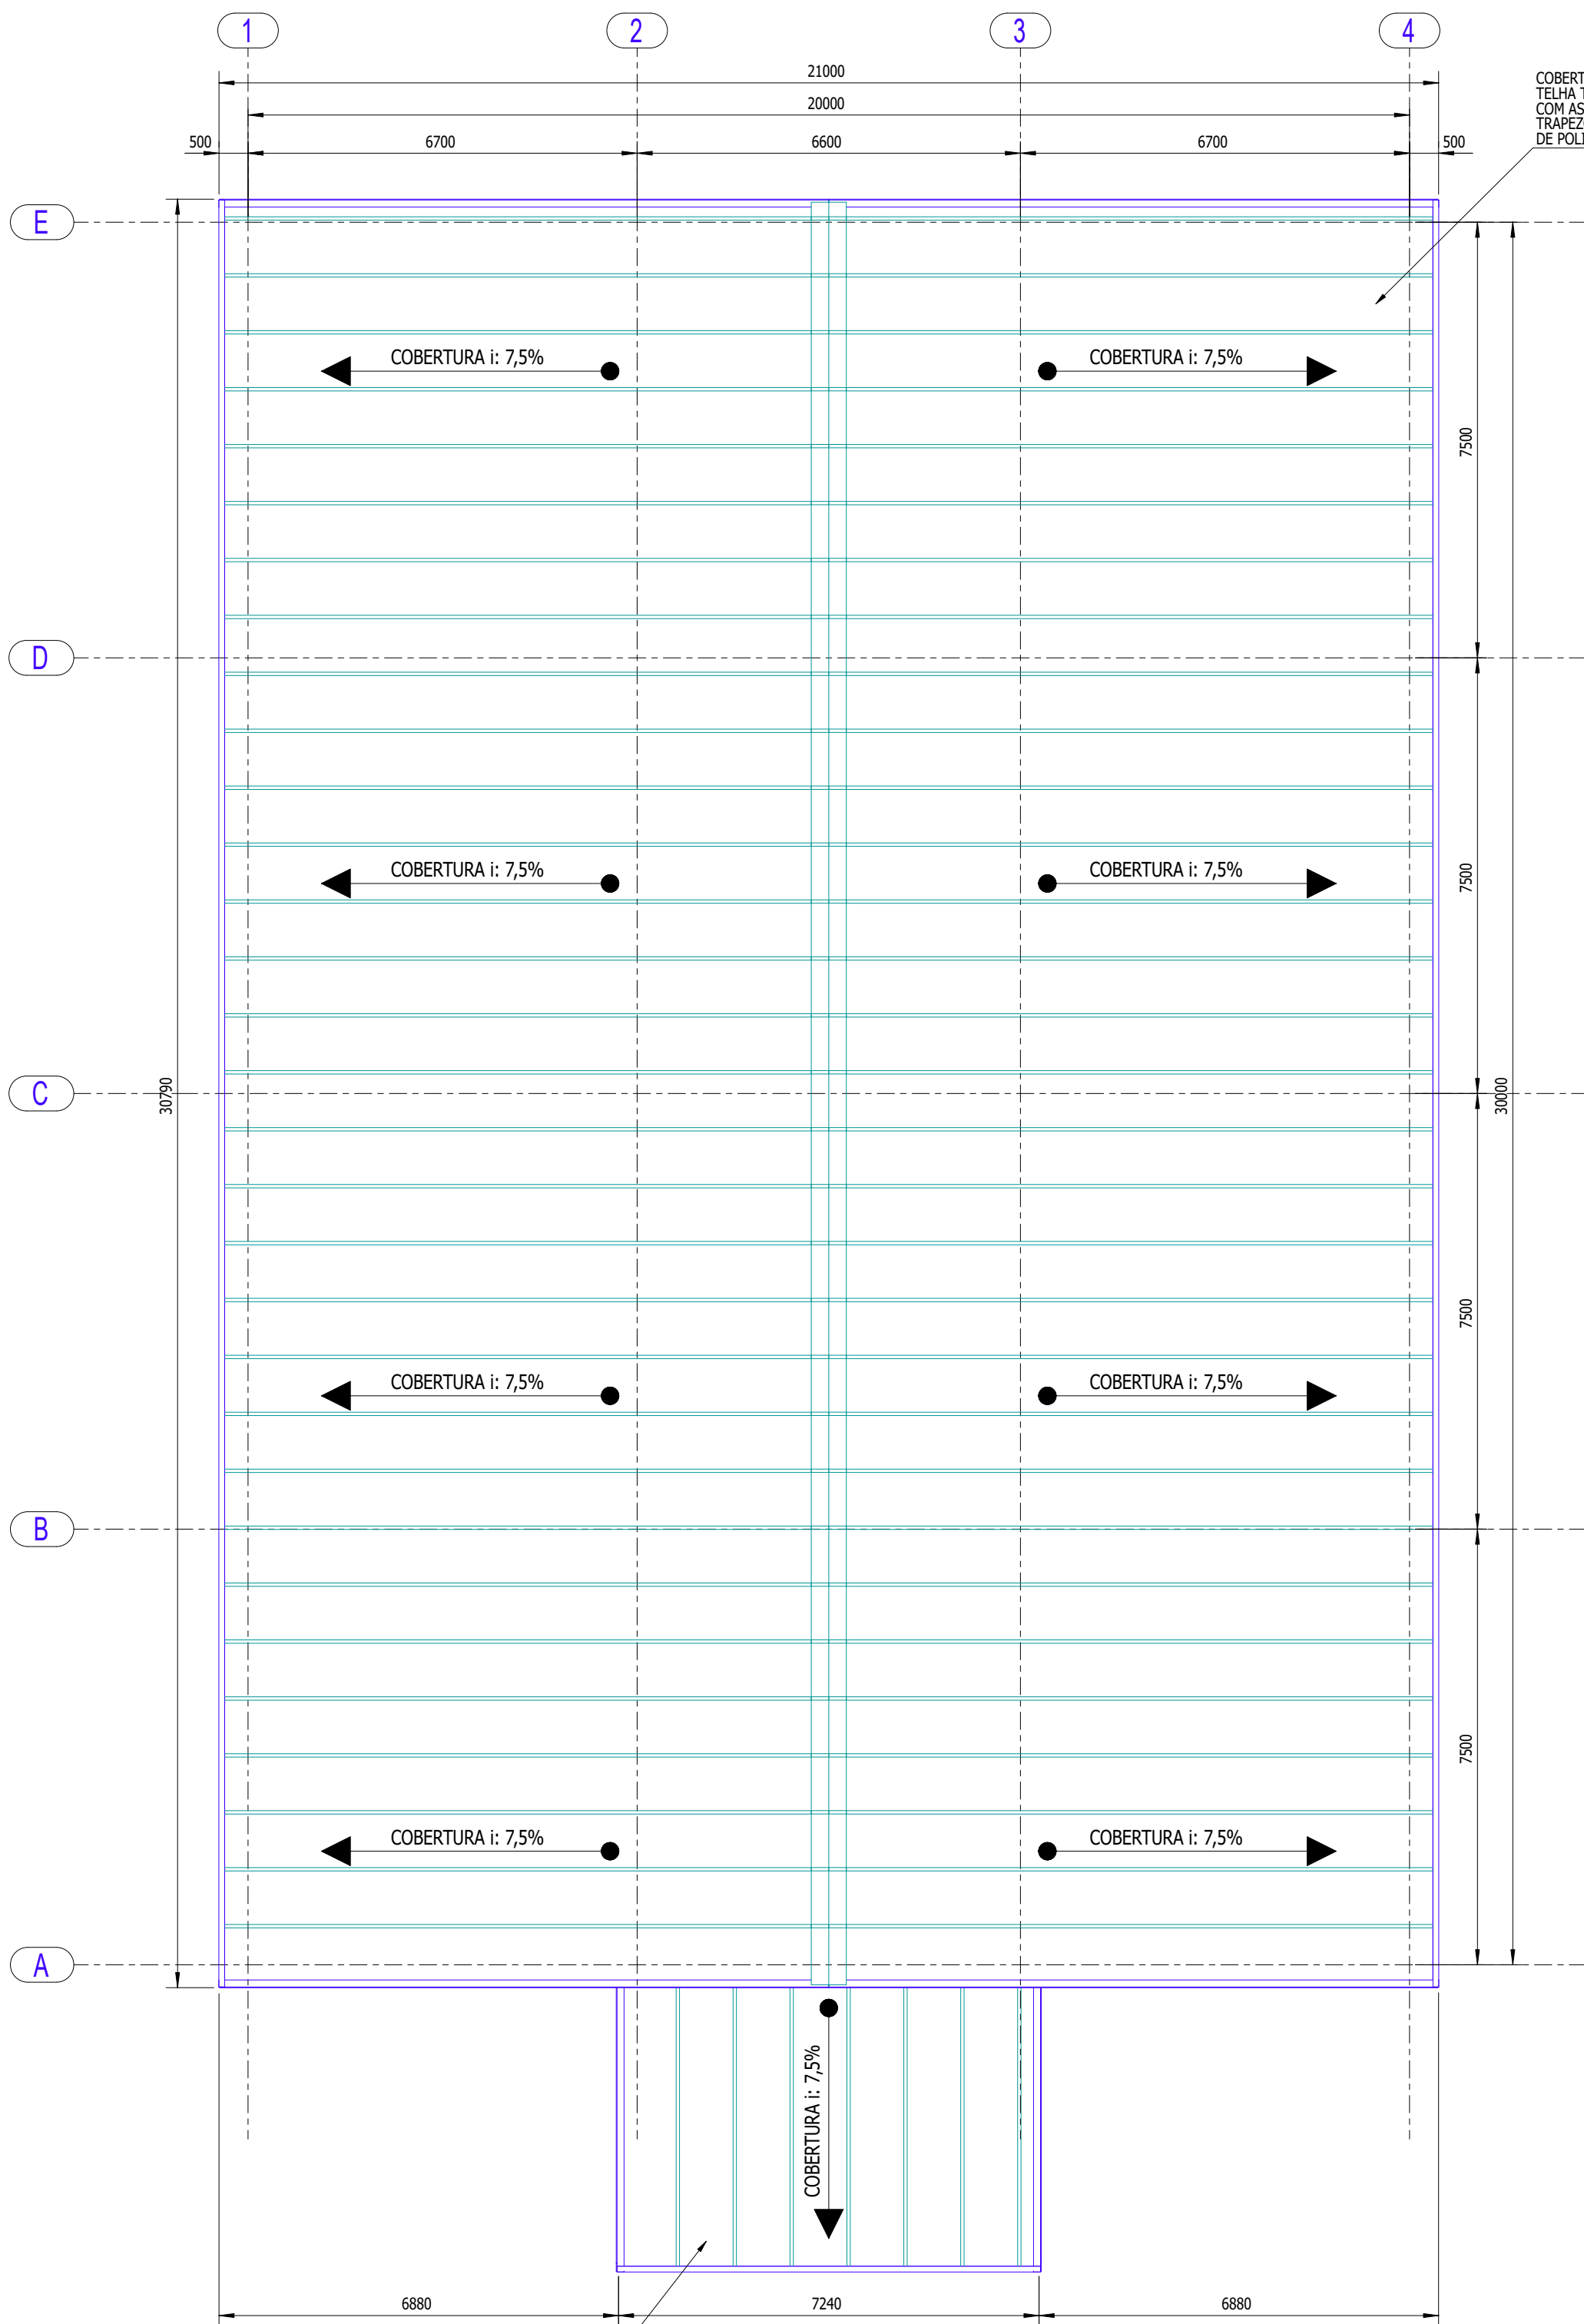 1 2 3 4
21000
COBERT
20000
TELHA T
COM AS
TRAPEZ
DE POLI
500 6700 6600 6700 500
E
COBERTURA i: 7,5% COBERTURA i: 7,5%
7500
D
COBERTURA i: 7,5% COBERTURA i: 7,5%
7500
C
30790
30000
7500
COBERTURA i: 7,5% COBERTURA i: 7,5%
B
7500
COBERTURA i: 7,5% COBERTURA i: 7,5%
A
COBERTURA i: 7,5%
6880 7240 6880